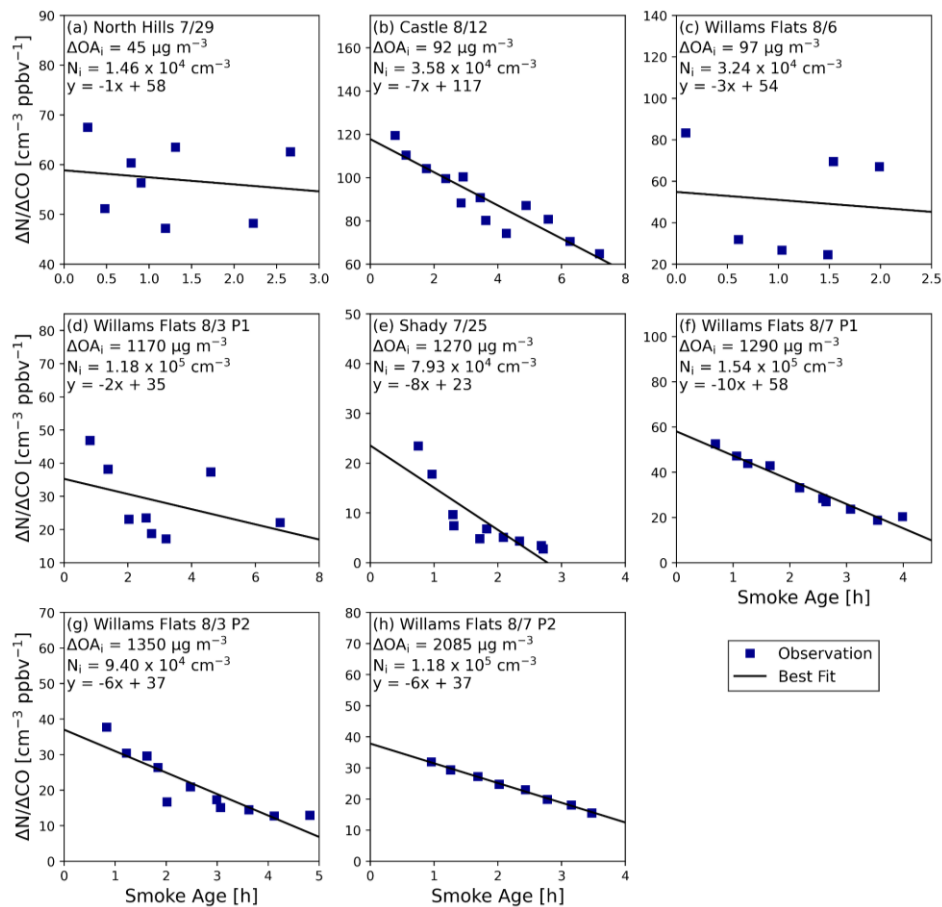 (a) North Hills 7/29
ΔOAᵢ = 45 μg m⁻³
Nᵢ = 1.46 x 10⁴ cm⁻³
y = -1x + 58
ΔN/ΔCO [cm⁻³ ppbv⁻¹]
90
80
70
60
50
40
0.0 0.5 1.0 1.5 2.0 2.5 3.0
(b) Castle 8/12
ΔOAᵢ = 92 μg m⁻³
Nᵢ = 3.58 x 10⁴ cm⁻³
y = -7x + 117
160
140
120
100
80
60
0 2 4 6 8
(c) Willams Flats 8/6
ΔOAᵢ = 97 μg m⁻³
Nᵢ = 3.24 x 10⁴ cm⁻³
y = -3x + 54
140
120
100
80
60
40
20
0.0 0.5 1.0 1.5 2.0 2.5
(d) Willams Flats 8/3 P1
ΔOAᵢ = 1170 μg m⁻³
Nᵢ = 1.18 x 10⁵ cm⁻³
y = -2x + 35
ΔN/ΔCO [cm⁻³ ppbv⁻¹]
80
70
60
50
40
30
20
10
0 2 4 6 8
(e) Shady 7/25
ΔOAᵢ = 1270 μg m⁻³
Nᵢ = 7.93 x 10⁴ cm⁻³
y = -8x + 23
50
40
30
20
10
0
0 1 2 3 4
(f) Willams Flats 8/7 P1
ΔOAᵢ = 1290 μg m⁻³
Nᵢ = 1.54 x 10⁵ cm⁻³
y = -10x + 58
100
80
60
40
20
0
0 1 2 3 4
Smoke Age [h]
(g) Willams Flats 8/3 P2
ΔOAᵢ = 1350 μg m⁻³
Nᵢ = 9.40 x 10⁴ cm⁻³
y = -6x + 37
ΔN/ΔCO [cm⁻³ ppbv⁻¹]
70
60
50
40
30
20
10
0
0 1 2 3 4 5
Smoke Age [h]
(h) Willams Flats 8/7 P2
ΔOAᵢ = 2085 μg m⁻³
Nᵢ = 1.18 x 10⁵ cm⁻³
y = -6x + 37
70
60
50
40
30
20
10
0
0 1 2 3 4
Smoke Age [h]
Observation
Best Fit